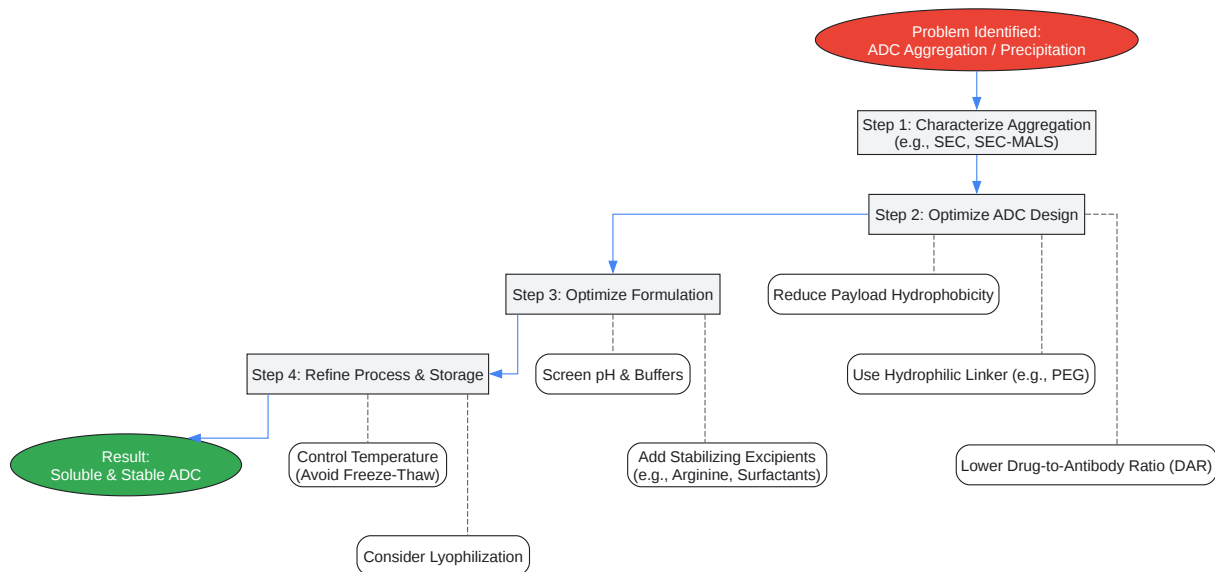 Problem Identified:
ADC Aggregation / Precipitation
Step 1: Characterize Aggregation
(e.g., SEC, SEC-MALS)
Step 2: Optimize ADC Design
Reduce Payload Hydrophobicity
Use Hydrophilic Linker (e.g., PEG)
Lower Drug-to-Antibody Ratio (DAR)
Step 3: Optimize Formulation
Screen pH & Buffers
Add Stabilizing Excipients
(e.g., Arginine, Surfactants)
Step 4: Refine Process & Storage
Control Temperature
(Avoid Freeze-Thaw)
Consider Lyophilization
Result:
Soluble & Stable ADC